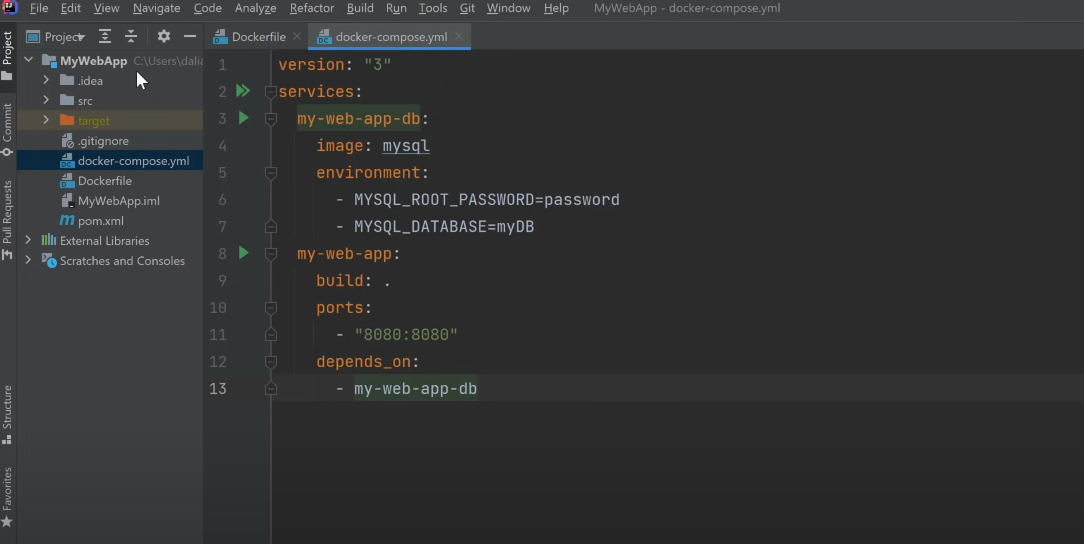 File Edit View Navigate Code Analyze Refactor Build Run Tools Git Window Help MyWebApp - docker-compose.yml
Project
Dockerfile
docker-compose.yml
Project
Commit
Pull Requests
Structure
Favorites
MyWebApp C:\Users\dalia
.idea
src
target
.gitignore
docker-compose.yml
Dockerfile
MyWebApp.iml
pom.xml
External Libraries
Scratches and Consoles
1 version: "3"
2 services:
3 my-web-app-db:
4 image: mysql
5 environment:
6 - MYSQL_ROOT_PASSWORD=password
7 - MYSQL_DATABASE=myDB
8 my-web-app:
9 build: .
10 ports:
11 - "8080:8080"
12 depends_on:
13 - my-web-app-db